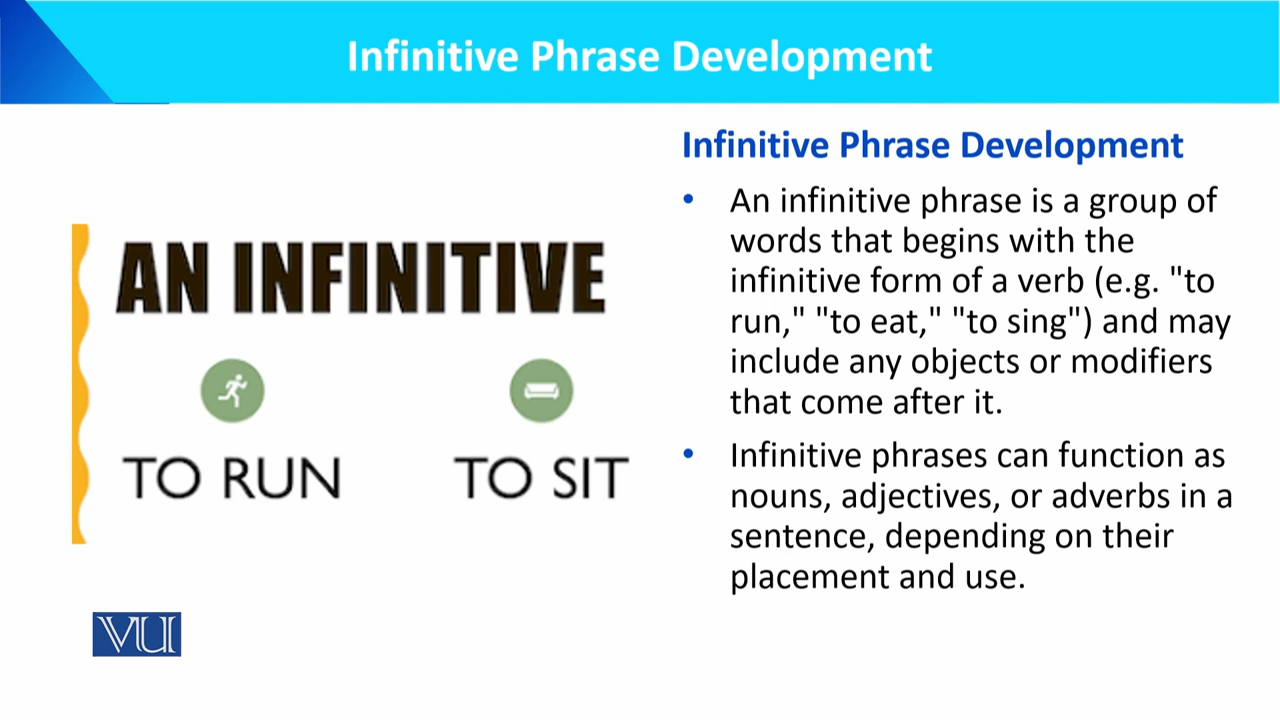 Infinitive Phrase Development
AN INFINITIVE
TO RUN
TO SIT
VU
Infinitive Phrase Development
• An infinitive phrase is a group of
words that begins with the
infinitive form of a verb (e.g. "to
run," "to eat," "to sing") and may
include any objects or modifiers
that come after it.
• Infinitive phrases can function as
nouns, adjectives, or adverbs in a
sentence, depending on their
placement and use.